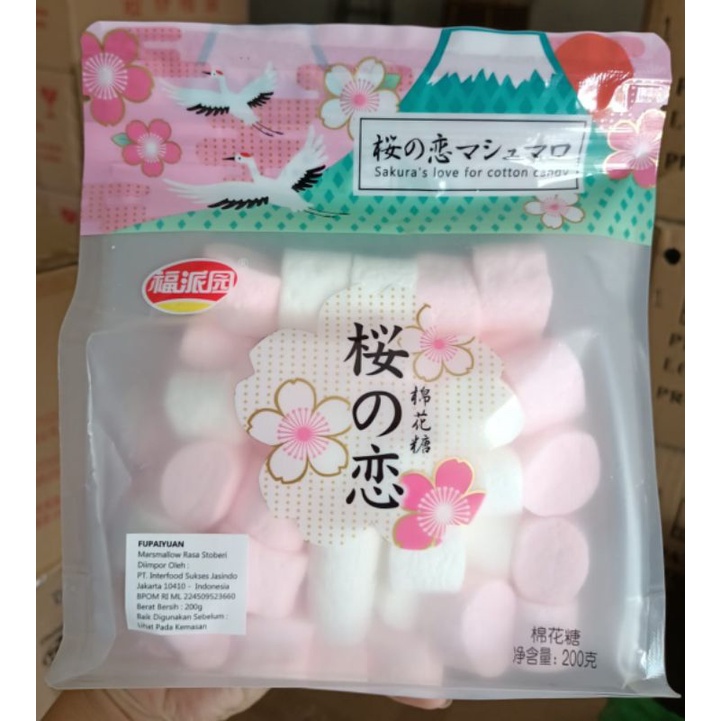 桜の恋マシュマロ
Sakura's love for cotton candy
福派园
桜の恋
棉花糖
FUPAIYUAN
Marsmallow Rasa Stoberi
Diimpor Oleh :
PT. Interfood Sukses Jasindo
Jakarta 10410 - Indonesia
BPOM RI ML 224509523660
Berat Bersih : 200g
Baik Digunakan Sebelum :
Lihat Pada Kemasan
棉花糖
净含量: 200克